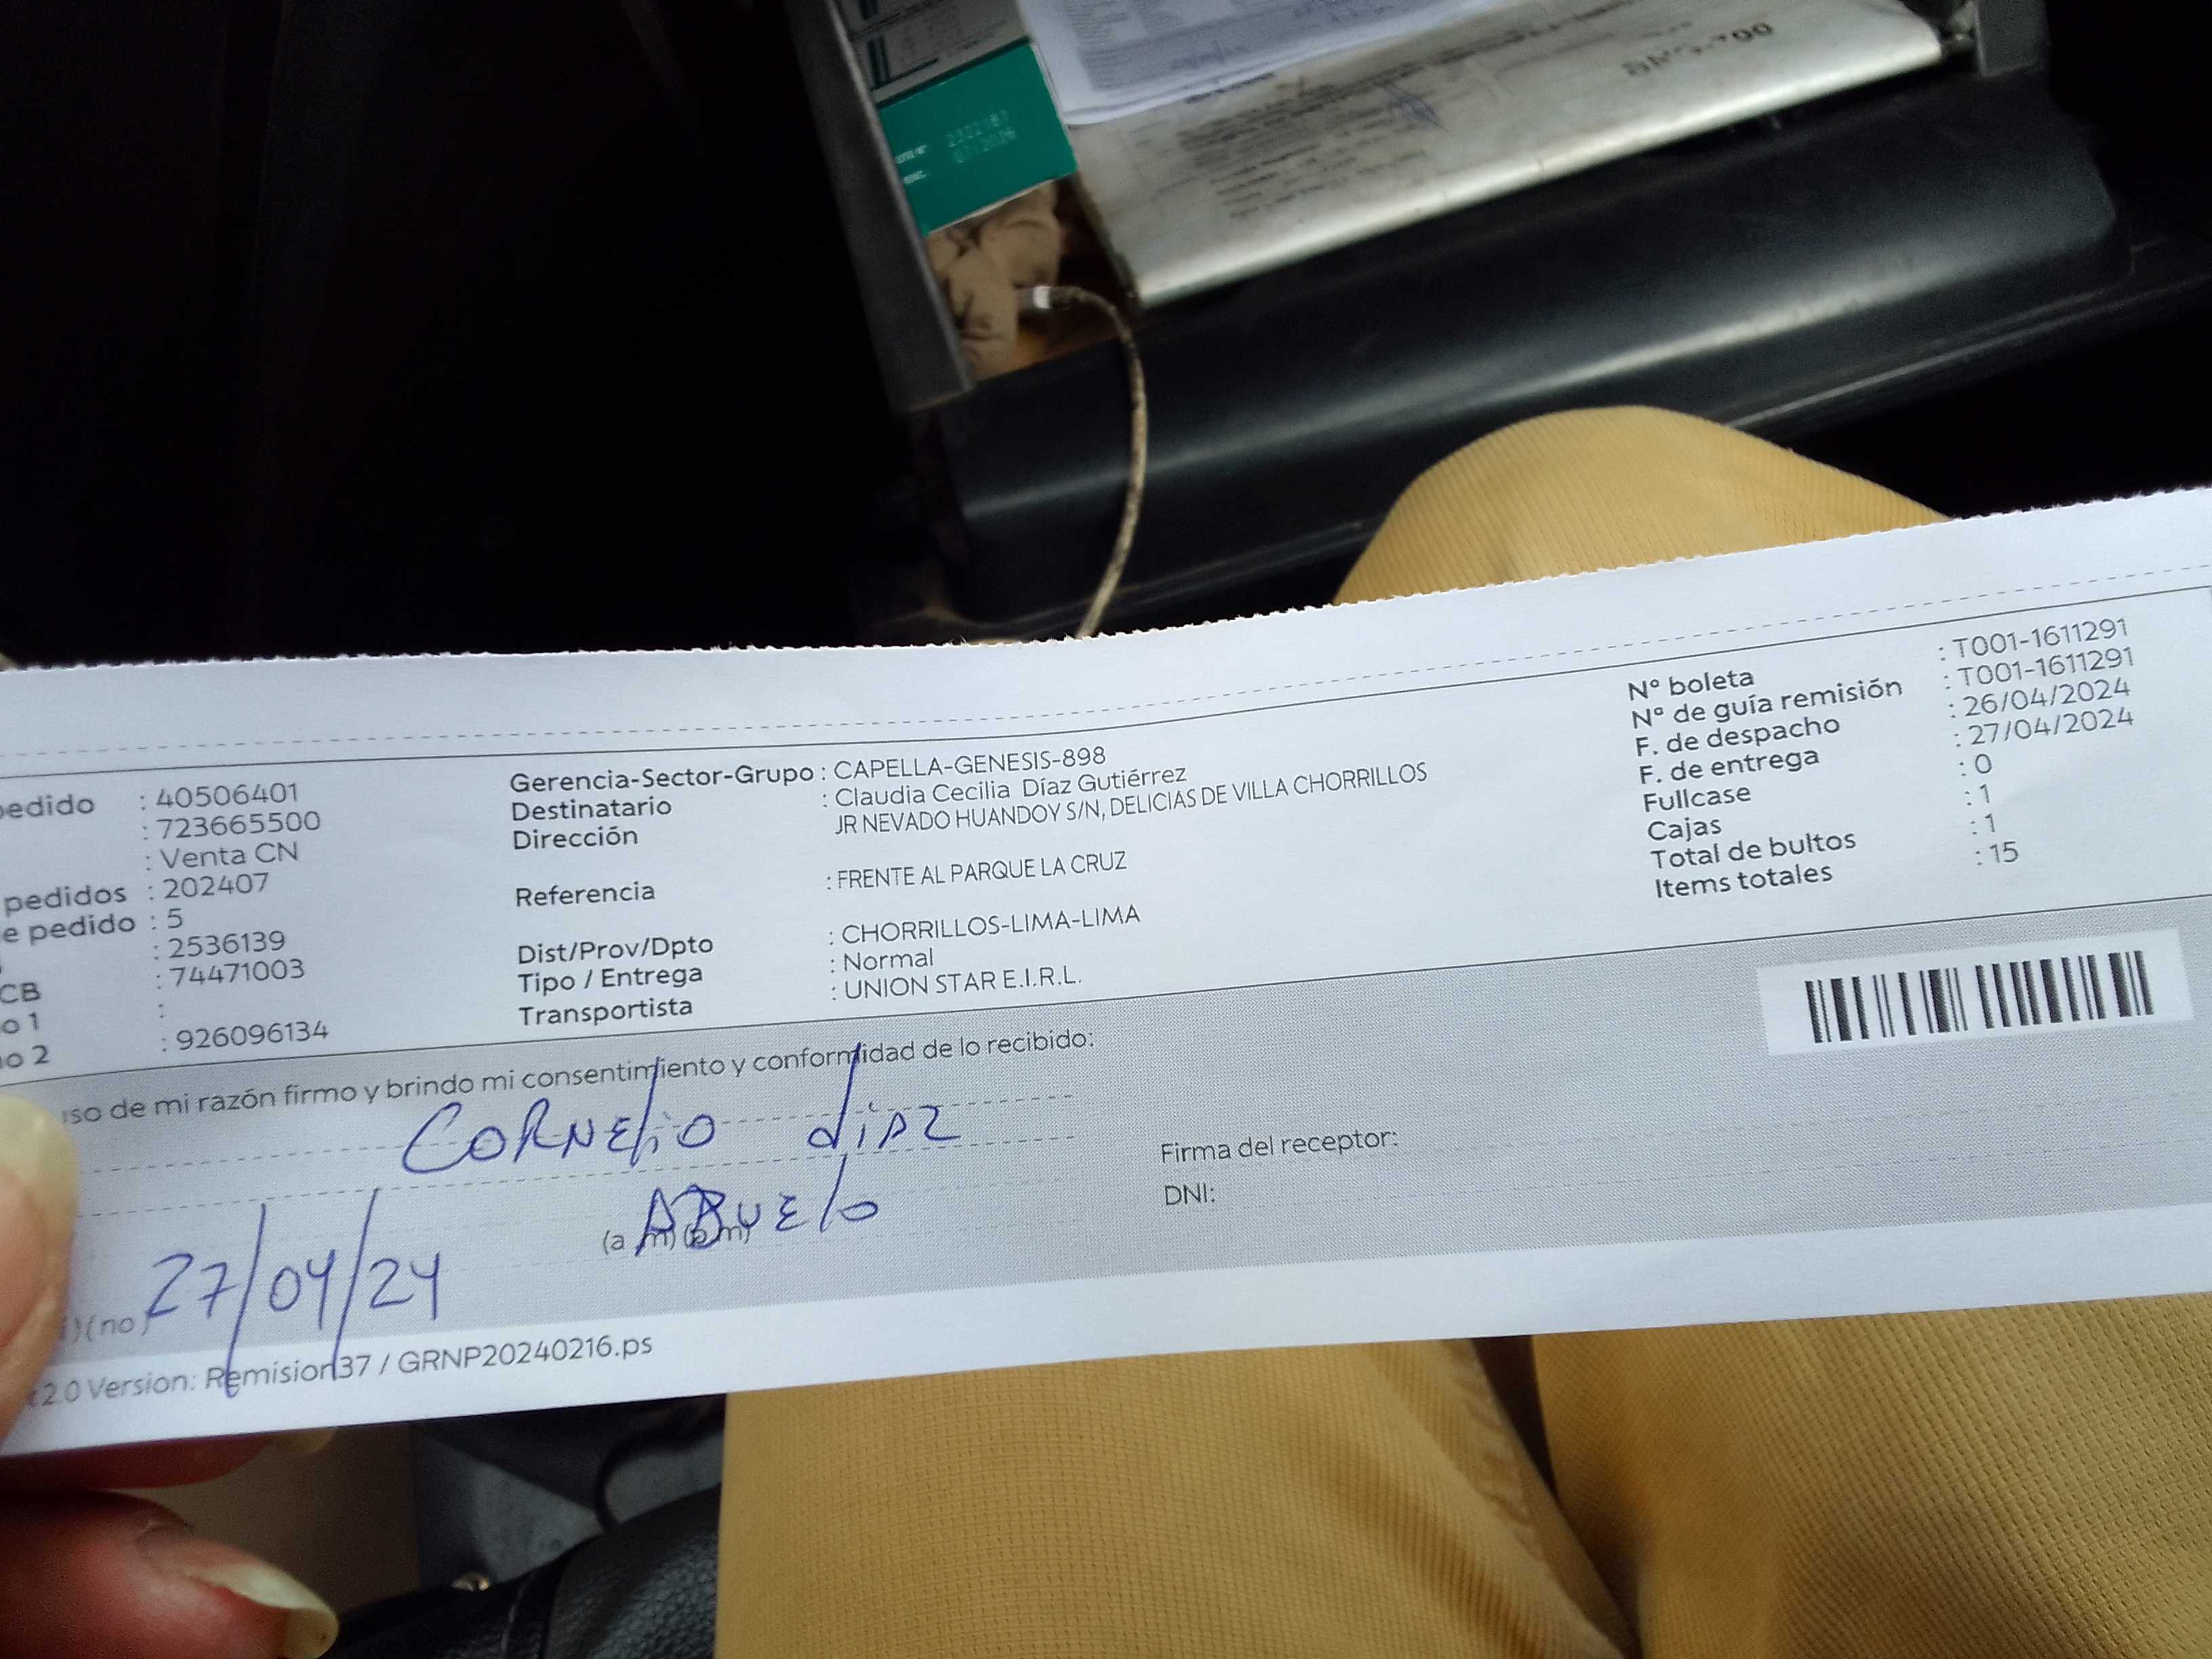 pedido : 40506401
: 723665500
: Venta CN
pedidos : 202407
e pedido : 5
: 2536139
CB : 74471003
o 1 :
no 2 : 926096134
Gerencia-Sector-Grupo : CAPELLA-GENESIS-898
Destinatario : Claudia Cecilia Díaz Gutiérrez
Dirección JR NEVADO HUANDOY S/N, DELICIAS DE VILLA CHORRILLOS
Referencia : FRENTE AL PARQUE LA CRUZ
Dist/Prov/Dpto : CHORRILLOS-LIMA-LIMA
Tipo / Entrega : Normal
Transportista : UNION STAR E.I.R.L.
Nº boleta : T001-1611291
Nº de guía remisión : T001-1611291
F. de despacho : 26/04/2024
F. de entrega : 27/04/2024
Fullcase : 0
Cajas : 1
Total de bultos : 1
Items totales : 15
uso de mi razón firmo y brindo mi consentimiento y conformidad de lo recibido:
CORNElio díAZ
(a m) (p m) ABUElo
Firma del receptor:
DNI:
)(no) 27/04/24
2.0 Version: Remision37 / GRNP20240216.ps